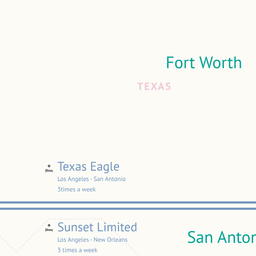 Fort Worth
TEXAS
Texas Eagle
Los Angeles - San Antonio
3times a week
Sunset Limited
Los Angeles - New Orleans
3 times a week
San Anton